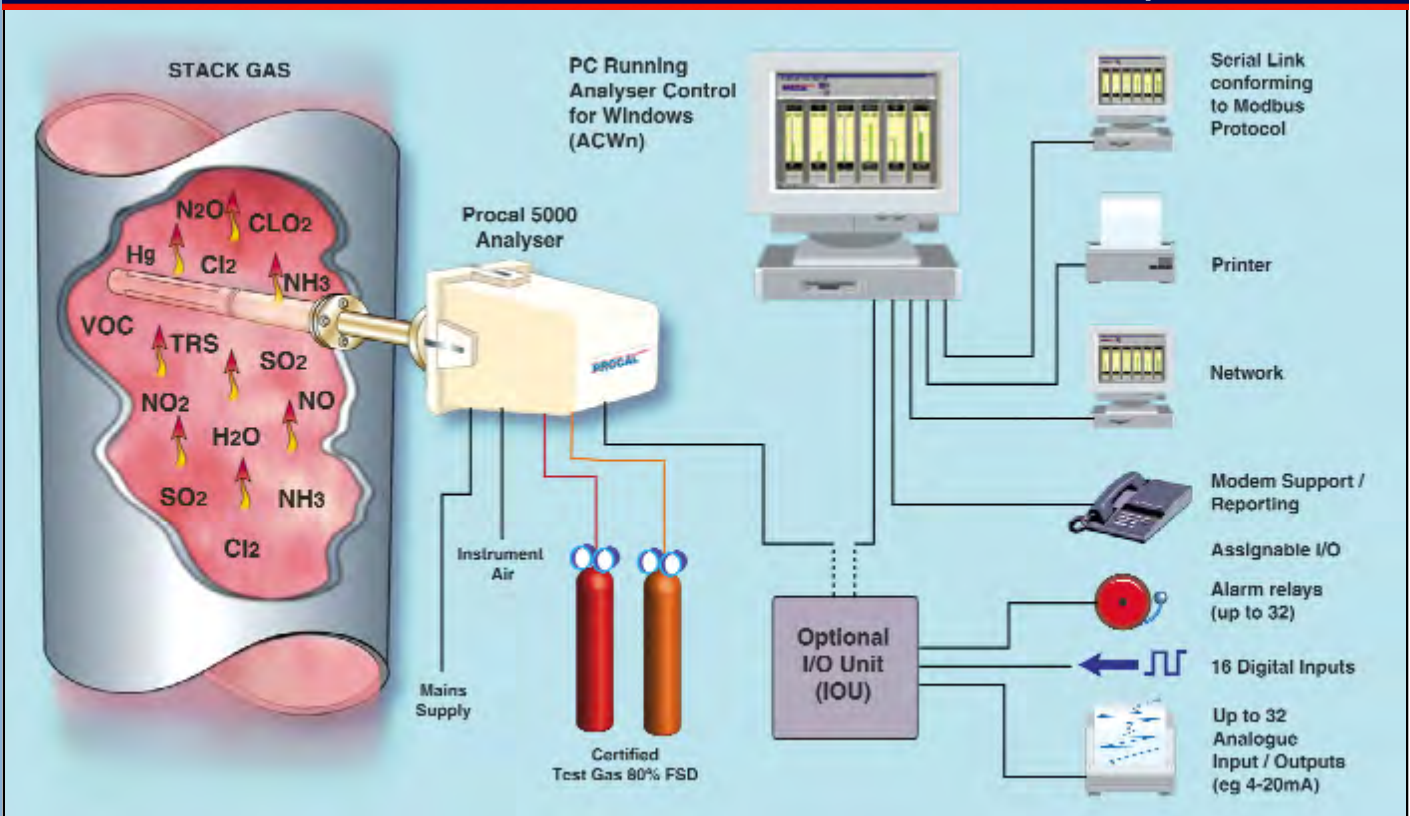 STACK GAS
N2O
CLO2
Hg
Cl2
NH3
VOC
TRS
SO2
NO2
NO
H2O
SO2
NH3
Cl2
Procal 5000
Analyser
PROCAL
PC Running
Analyser Control
for Windows
(ACWn)
Serial Link
conforming
to Modbus
Protocol
Printer
Network
Modem Support /
Reporting
Assignable I/O
Alarm relays
(up to 32)
16 Digital Inputs
Up to 32
Analogue
Input / Outputs
(eg 4-20mA)
Optional
I/O Unit
(IOU)
Instrument
Air
Mains
Supply
Certified
Test Gas 80% FSD